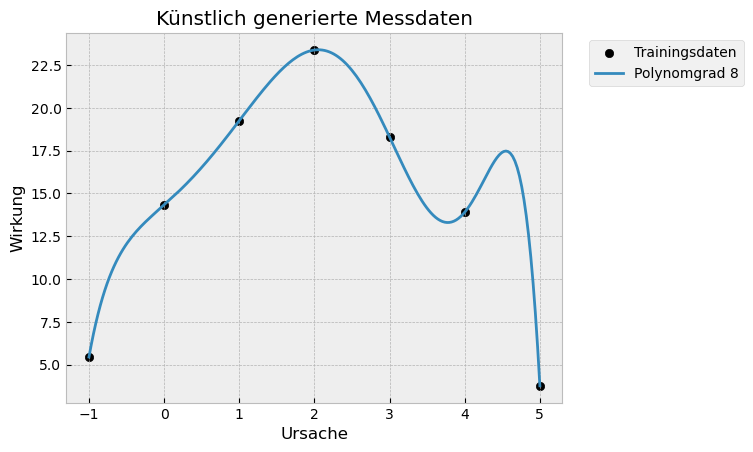 Künstlich generierte Messdaten
Trainingsdaten
Polynomgrad 8
22.5
20.0
17.5
15.0
12.5
10.0
7.5
5.0
Wirkung
−1 0 1 2 3 4 5
Ursache